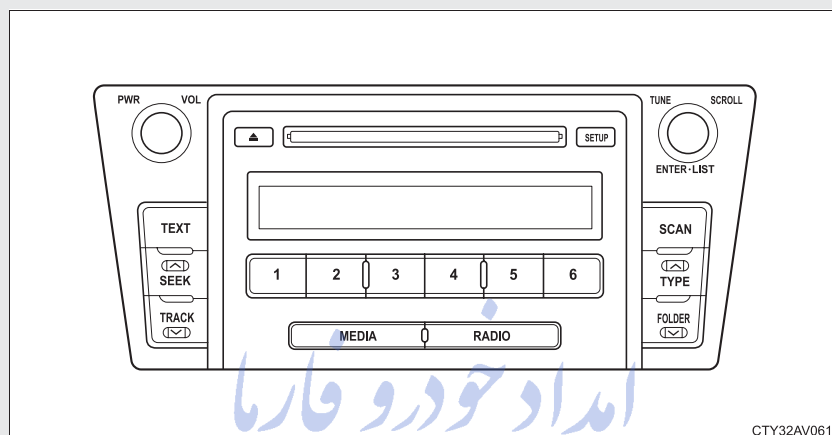 PWR VOL
TUNE SCROLL
SETUP
ENTER·LIST
TEXT
SCAN
SEEK
TYPE
1 2 3 4 5 6
TRACK
FOLDER
MEDIA RADIO
امداد خودرو فارما
CTY32AV061